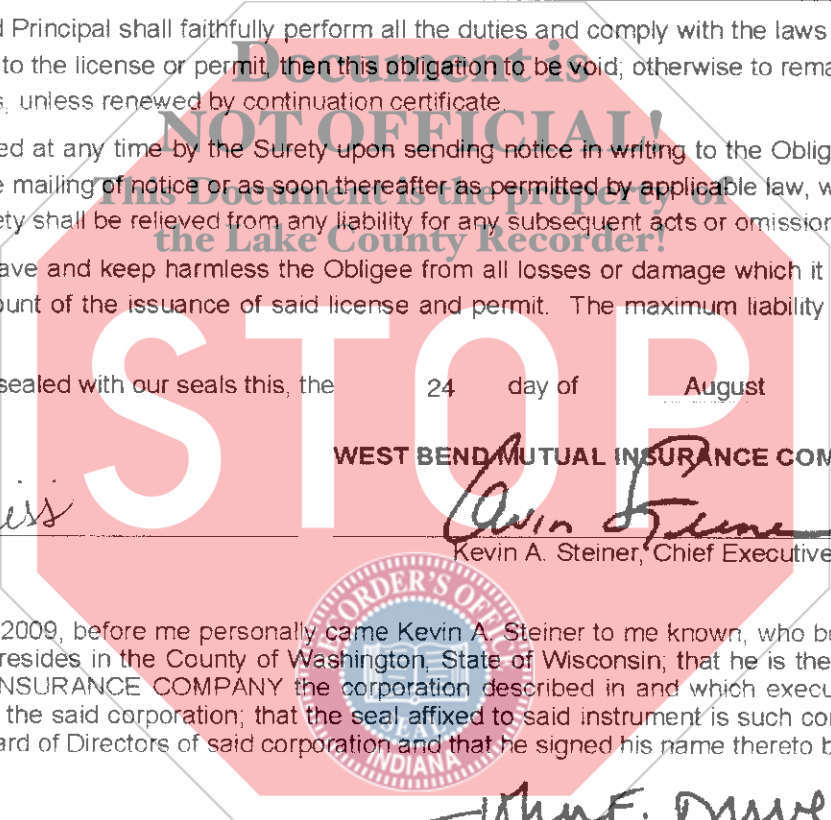 d Principal shall faithfully perform all the duties and comply with the laws
to the license or permit, then this obligation to be void; otherwise to rema
s, unless renewed by continuation certificate.
ed at any time by the Surety upon sending notice in writing to the Oblig
e mailing of notice or as soon thereafter as permitted by applicable law, w
ety shall be relieved from any liability for any subsequent acts or omission
ave and keep harmless the Obligee from all losses or damage which it
ount of the issuance of said license and permit. The maximum liability
sealed with our seals this, the 24 day of August
WEST BEND MUTUAL INSURANCE COM
Kevin A. Steiner, Chief Executive
2009, before me personally came Kevin A. Steiner to me known, who b
resides in the County of Washington, State of Wisconsin; that he is the
INSURANCE COMPANY the corporation described in and which execu
the said corporation; that the seal affixed to said instrument is such co
ard of Directors of said corporation and that he signed his name thereto b
Document is
NOT OFFICIAL!
This Document is the property of
the Lake County Recorder!
STOP
RECORDER'S OFFICE
SEAL
INDIANA